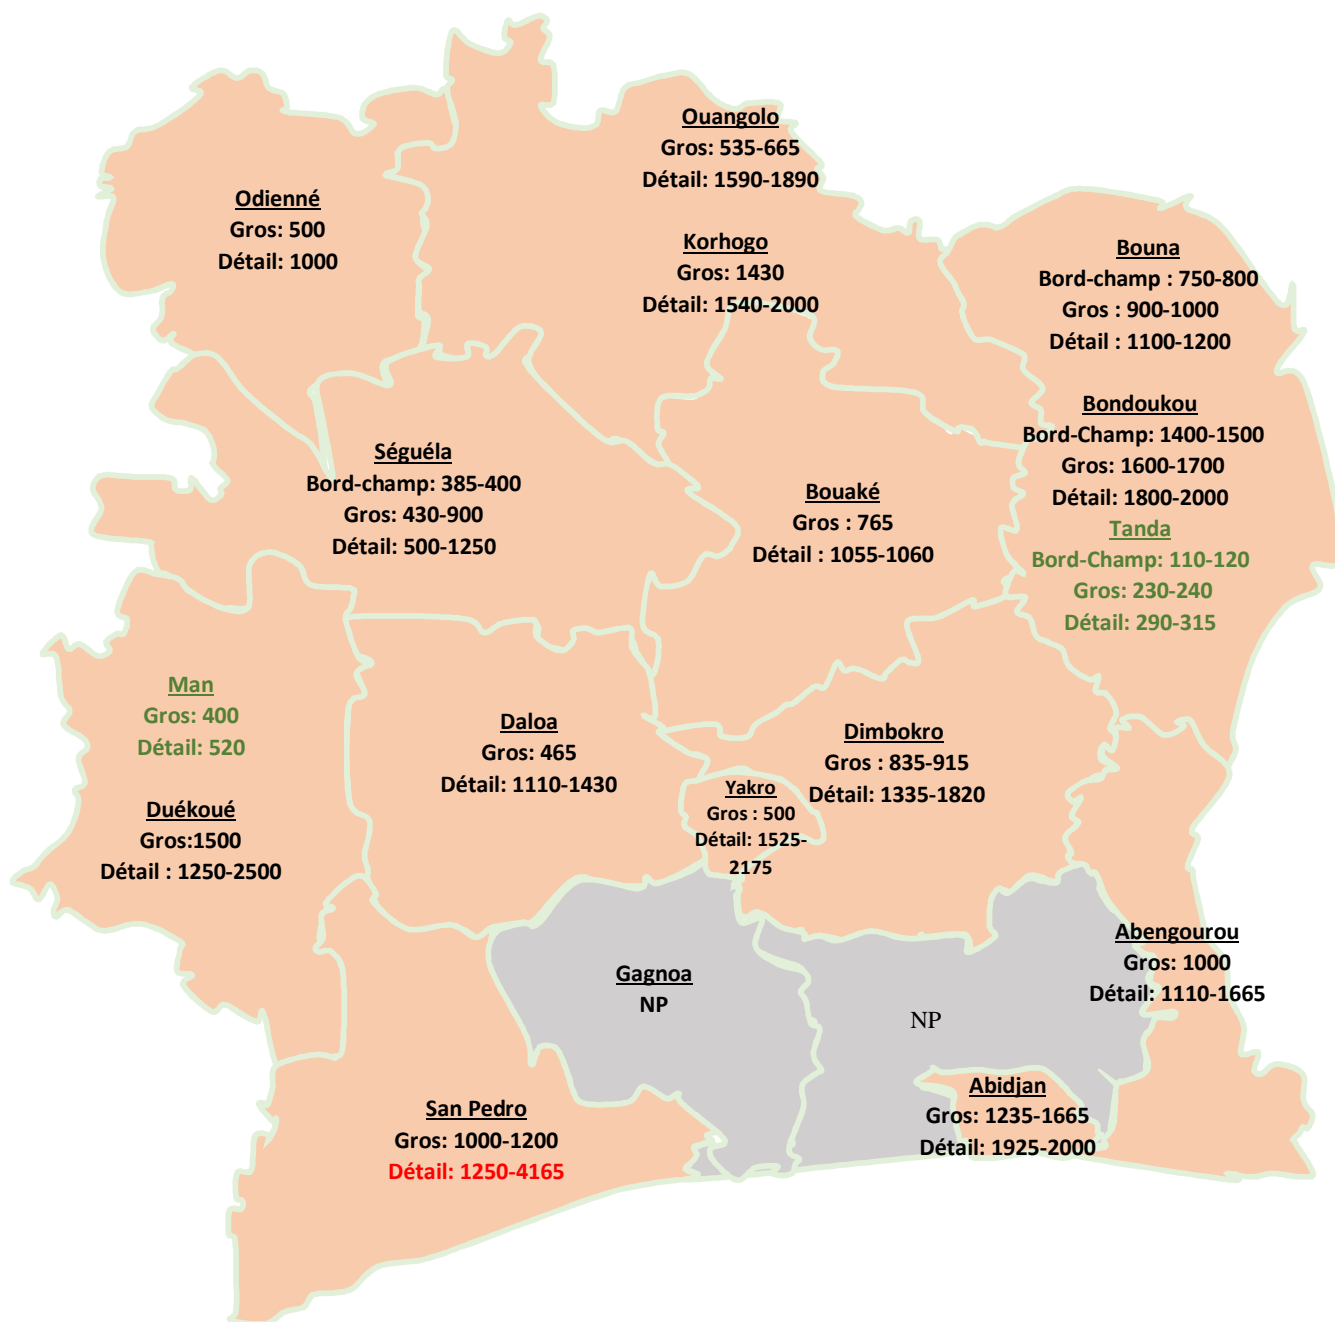 Ouangolo
Gros: 535-665
Détail: 1590-1890
Odienné
Gros: 500
Détail: 1000
Korhogo
Gros: 1430
Détail: 1540-2000
Bouna
Bord-champ : 750-800
Gros : 900-1000
Détail : 1100-1200
Bondoukou
Bord-Champ: 1400-1500
Gros: 1600-1700
Détail: 1800-2000
Tanda
Bord-Champ: 110-120
Gros: 230-240
Détail: 290-315
Séguéla
Bord-champ: 385-400
Gros: 430-900
Détail: 500-1250
Bouaké
Gros : 765
Détail : 1055-1060
Man
Gros: 400
Détail: 520
Duékoué
Gros:1500
Détail : 1250-2500
Daloa
Gros: 465
Détail: 1110-1430
Yakro
Gros : 500
Détail: 1525-
2175
Dimbokro
Gros : 835-915
Détail: 1335-1820
Gagnoa
NP
NP
Abengourou
Gros: 1000
Détail: 1110-1665
San Pedro
Gros: 1000-1200
Détail: 1250-4165
Abidjan
Gros: 1235-1665
Détail: 1925-2000